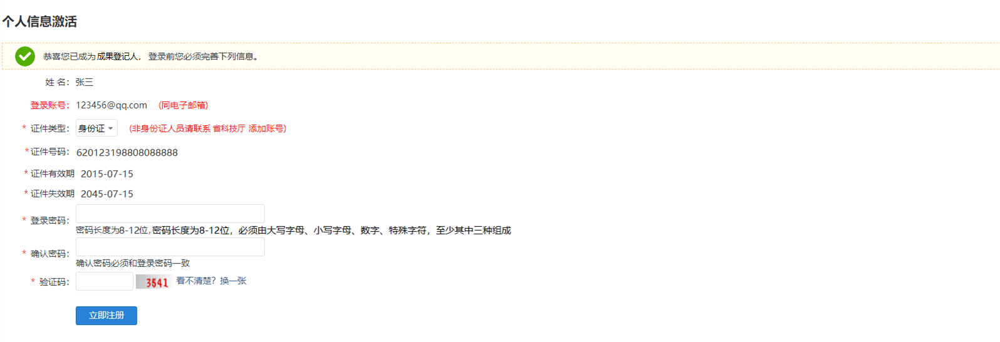 个人信息激活
恭喜您已成为 成果登记人， 登录前您必须完善下列信息。
姓 名： 张三
登录账号： 123456@qq.com (同电子邮箱)
* 证件类型： 身份证 (非身份证人员请联系 省科技厅 添加账号)
* 证件号码： 620123198808088888
* 证件有效期 2015-07-15
* 证件失效期 2045-07-15
* 登录密码：
密码长度为8-12位,密码长度为8-12位，必须由大写字母、小写字母、数字、特殊字符，至少其中三种组成
* 确认密码：
确认密码必须和登录密码一致
* 验证码： 3541 看不清楚？换一张
立即注册